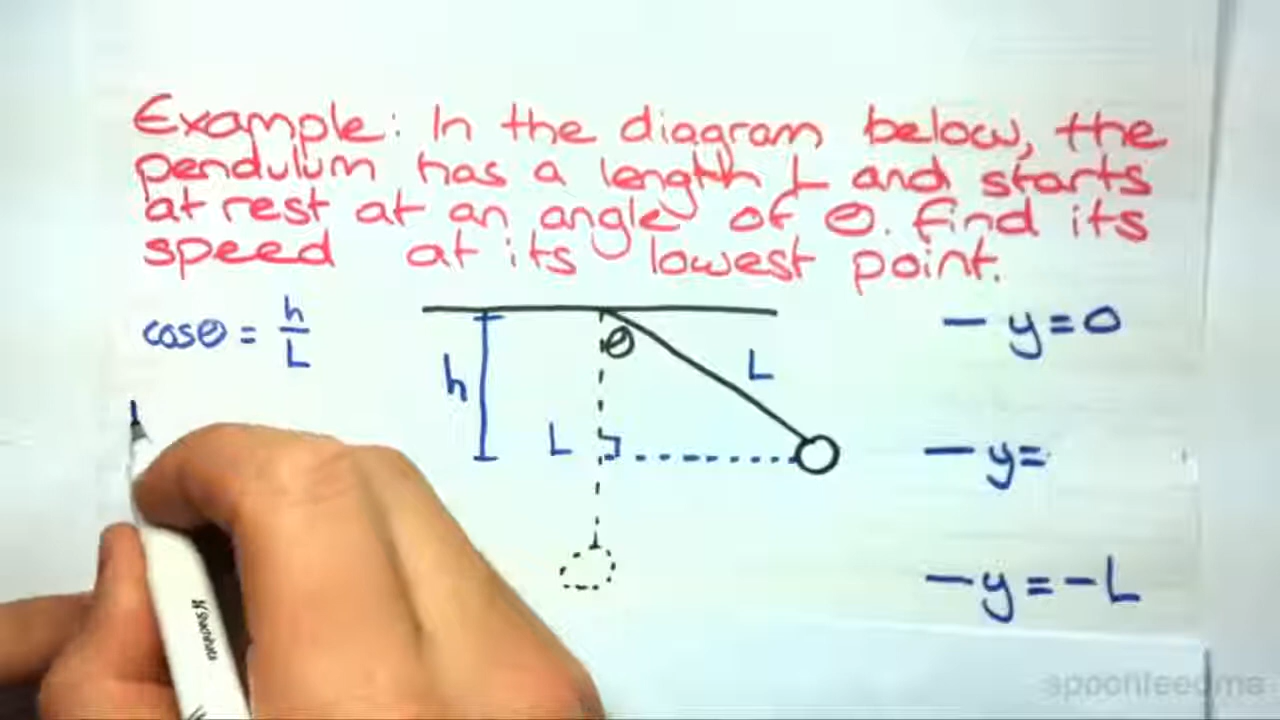 Example: In the diagram below, the
pendulum has a length L and starts
at rest at an angle of θ. find its
speed at its lowest point.
cosθ = h/L
θ
h
L
L
- y=0
- y=
- y=-L
spoonfeedme